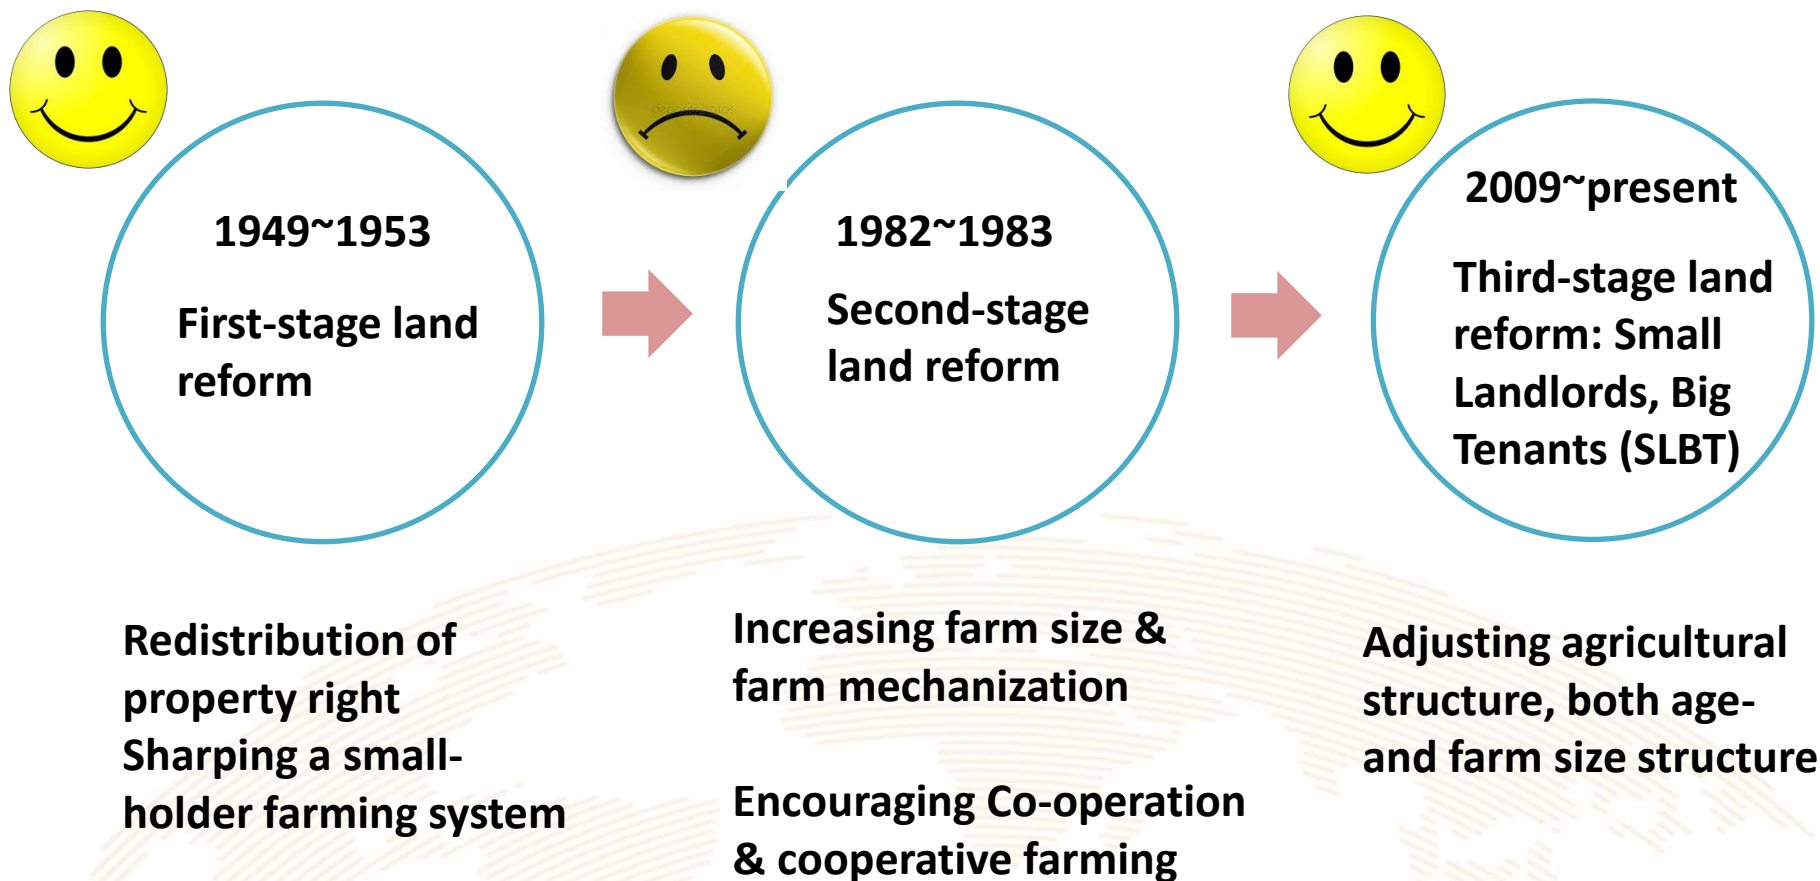 depositphotos
1949~1953
First-stage land
reform
1982~1983
Second-stage
land reform
2009~present
Third-stage land
reform: Small
Landlords, Big
Tenants (SLBT)
Redistribution of
property right
Sharping a small-
holder farming system
Increasing farm size &
farm mechanization
Encouraging Co-operation
& cooperative farming
Adjusting agricultural
structure, both age-
and farm size structure